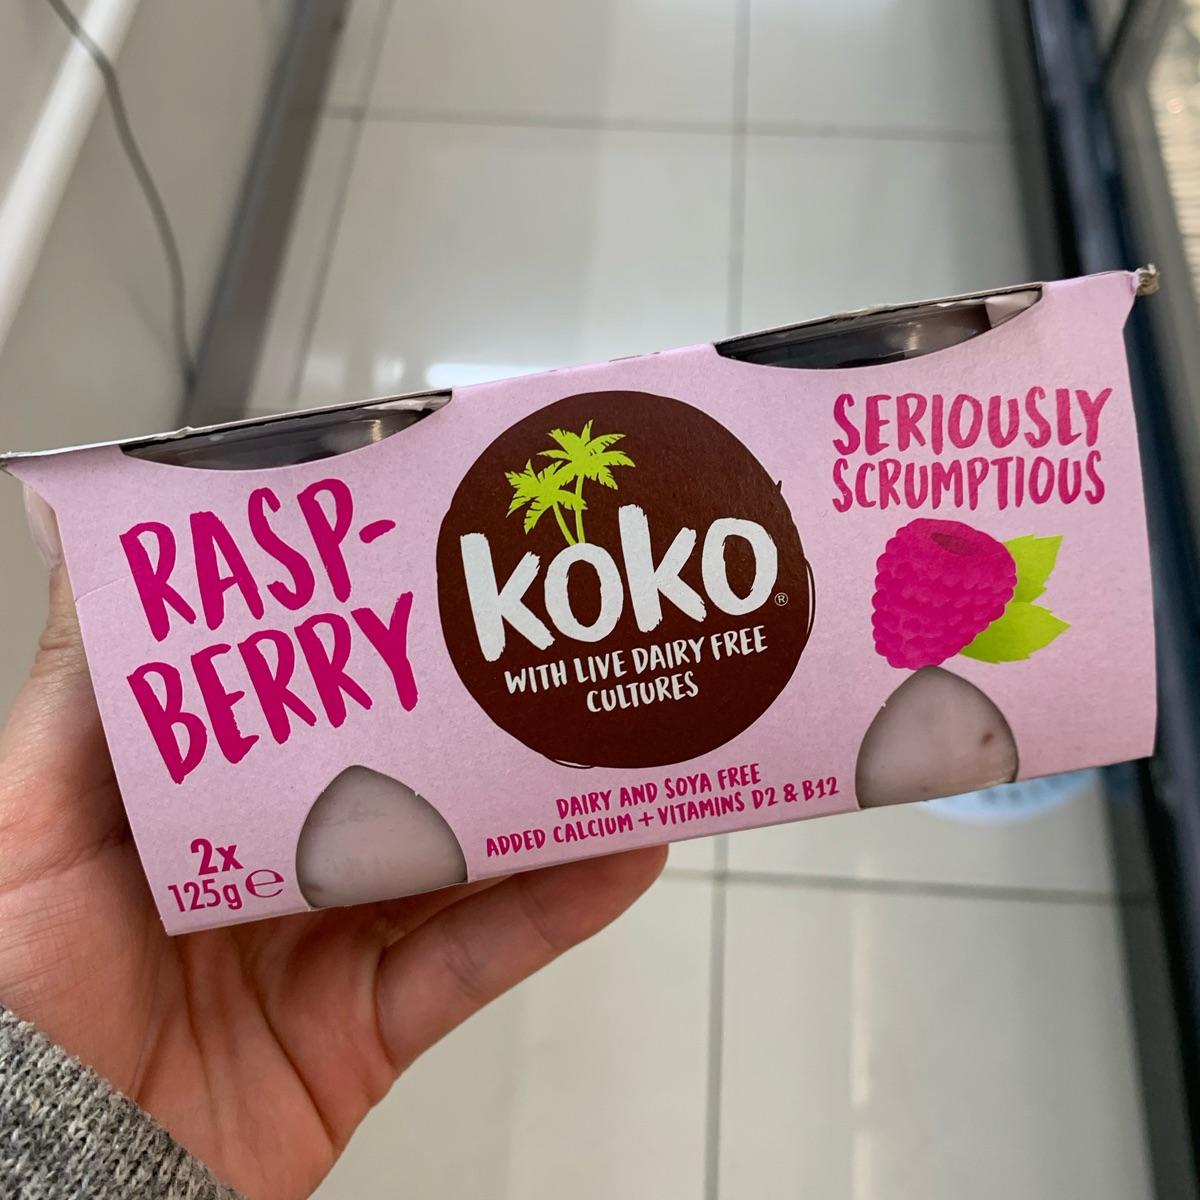 RASP-
BERRY
2x
125g ℮
koko®
WITH LIVE DAIRY FREE
CULTURES
DAIRY AND SOYA FREE
ADDED CALCIUM + VITAMINS D2 & B12
SERIOUSLY
SCRUMPTIOUS